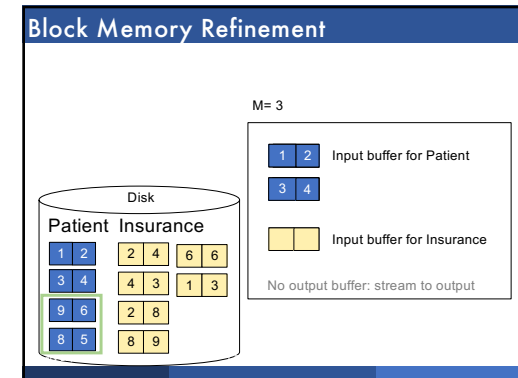 Block Memory Refinement
M= 3
1 2 Input buffer for Patient
3 4
Input buffer for Insurance
No output buffer: stream to output
Disk
Patient Insurance
1 2 2 4 6 6
3 4 4 3 1 3
9 6 2 8
8 5 8 9